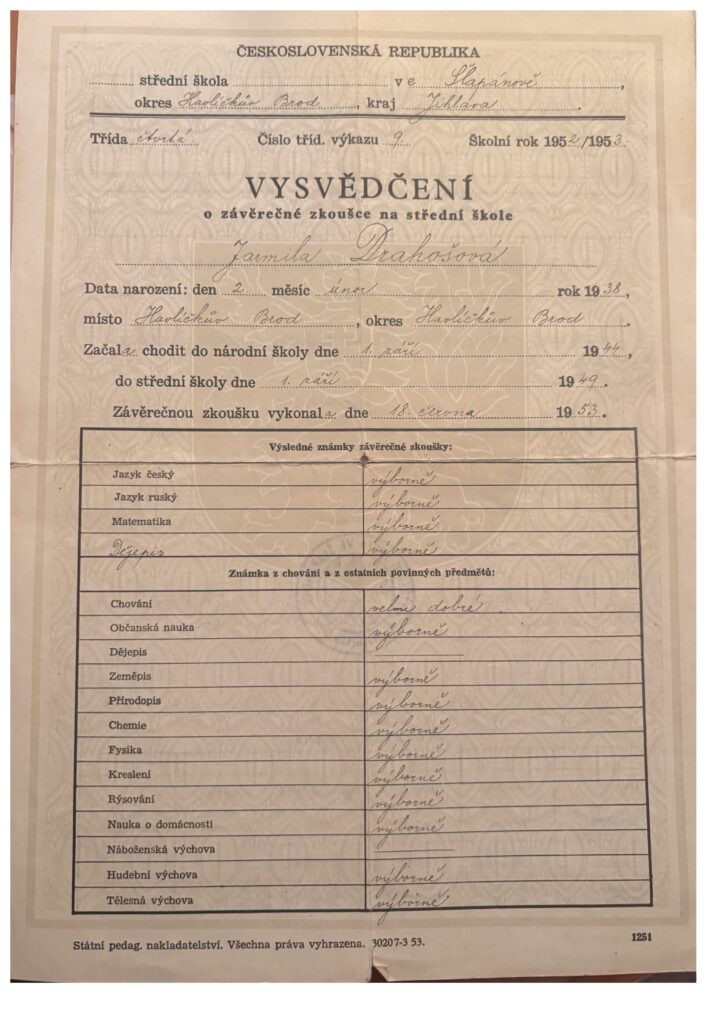 ČESKOSLOVENSKÁ REPUBLIKA
střední škola ve Šlapánově,
okres Havlíčkův Brod, kraj Jihlava.
Třída čtvrtá Číslo tříd. výkazu 9. Školní rok 1952/1953.
VYSVĚDČENÍ
o závěrečné zkoušce na střední škole
Jarmila Drahošová
Data narození: den 2. měsíc únor rok 1938,
místo Havlíčkův Brod, okres Havlíčkův Brod.
Začala chodit do národní školy dne 1. září 1944,
do střední školy dne 1. září 1949.
Závěrečnou zkoušku vykonala dne 18. června 1953.
Výsledné známky závěrečné zkoušky:
Jazyk český výborně
Jazyk ruský výborně
Matematika výborně
Dějepis výborně
Známka z chování a z ostatních povinných předmětů:
Chování velmi dobré.
Občanská nauka výborně
Dějepis
Zeměpis výborně
Přírodopis výborně
Chemie výborně
Fysika výborně
Kreslení výborně
Rýsování výborně
Nauka o domácnosti výborně
Náboženská výchova
Hudební výchova výborně
Tělesná výchova výborně
Státní pedag. nakladatelství. Všechna práva vyhrazena. 30207-3 53. 1251